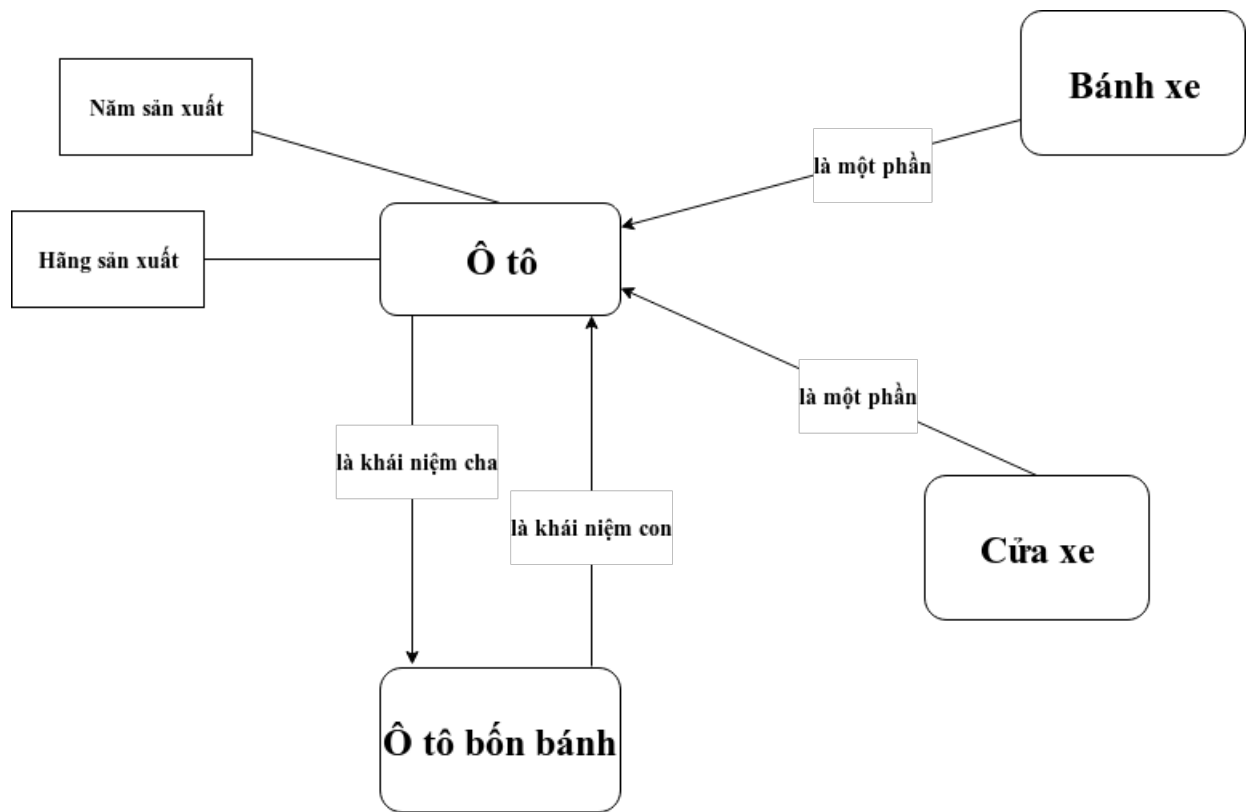 Bánh xe
Năm sản xuất
là một phần
Hãng sản xuất
Ô tô
là một phần
là khái niệm cha
là khái niệm con
Cửa xe
Ô tô bốn bánh